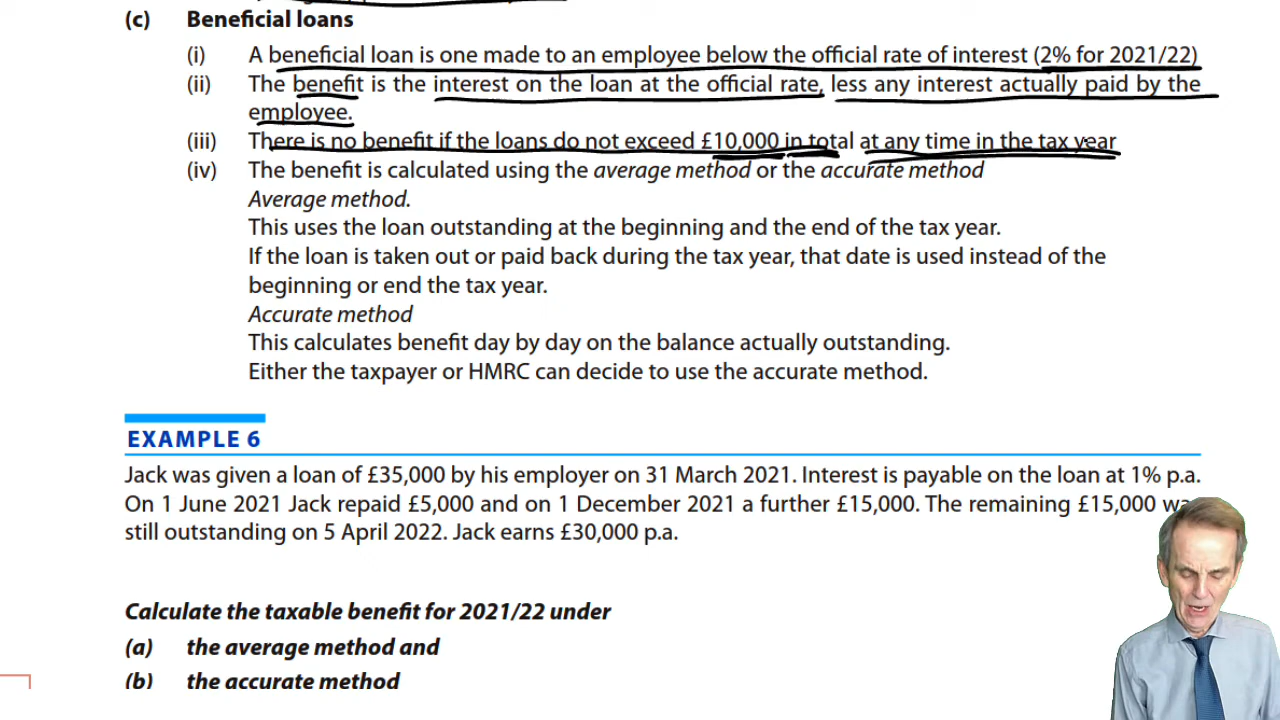 (c) Beneficial loans
(i) A beneficial loan is one made to an employee below the official rate of interest (2% for 2021/22)
(ii) The benefit is the interest on the loan at the official rate, less any interest actually paid by the
employee.
(iii) There is no benefit if the loans do not exceed £10,000 in total at any time in the tax year
(iv) The benefit is calculated using the average method or the accurate method
Average method.
This uses the loan outstanding at the beginning and the end of the tax year.
If the loan is taken out or paid back during the tax year, that date is used instead of the
beginning or end the tax year.
Accurate method
This calculates benefit day by day on the balance actually outstanding.
Either the taxpayer or HMRC can decide to use the accurate method.
EXAMPLE 6
Jack was given a loan of £35,000 by his employer on 31 March 2021. Interest is payable on the loan at 1% p.a.
On 1 June 2021 Jack repaid £5,000 and on 1 December 2021 a further £15,000. The remaining £15,000
still outstanding on 5 April 2022. Jack earns £30,000 p.a.
Calculate the taxable benefit for 2021/22 under
(a) the average method and
(b) the accurate method